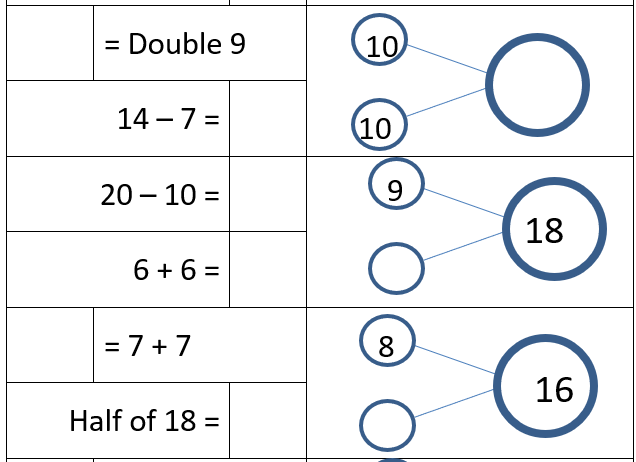 = Double 9
14 – 7 =
20 – 10 =
6 + 6 =
= 7 + 7
Half of 18 =
10
10
9
18
8
16